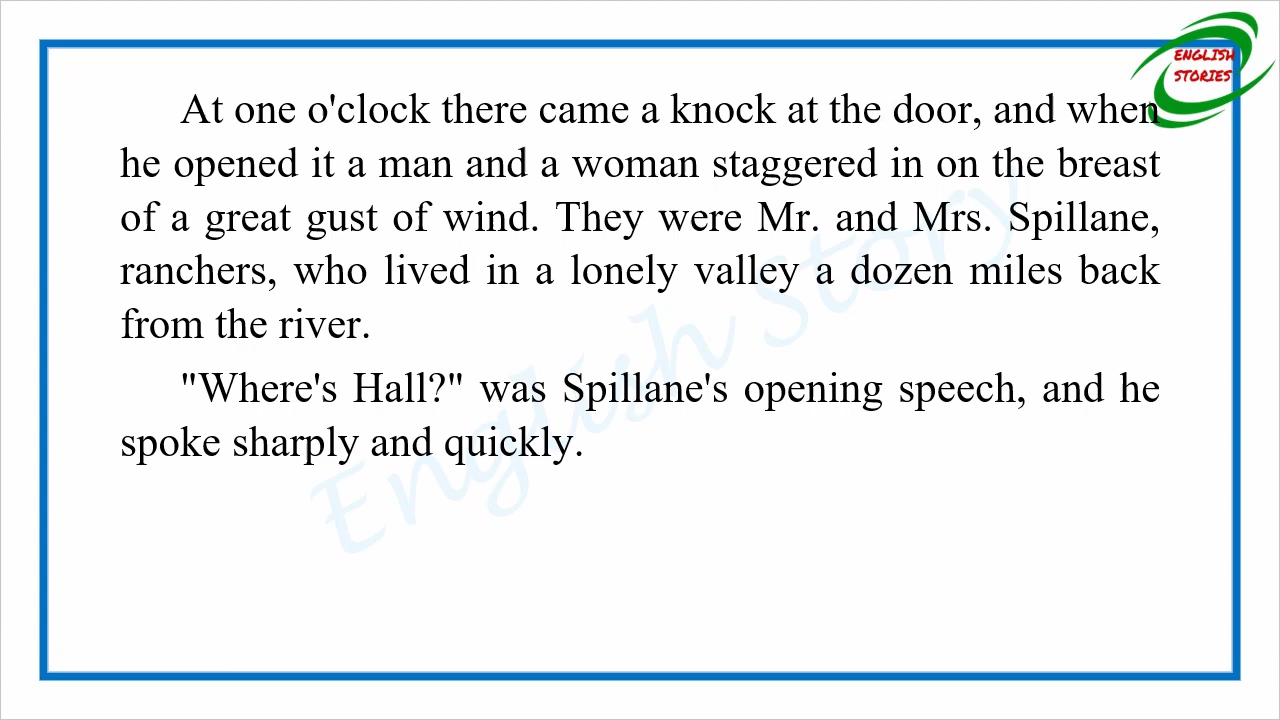 ENGLISH
STORIES
At one o'clock there came a knock at the door, and when
he opened it a man and a woman staggered in on the breast
of a great gust of wind. They were Mr. and Mrs. Spillane,
ranchers, who lived in a lonely valley a dozen miles back
from the river.
"Where's Hall?" was Spillane's opening speech, and he
spoke sharply and quickly.
English Story